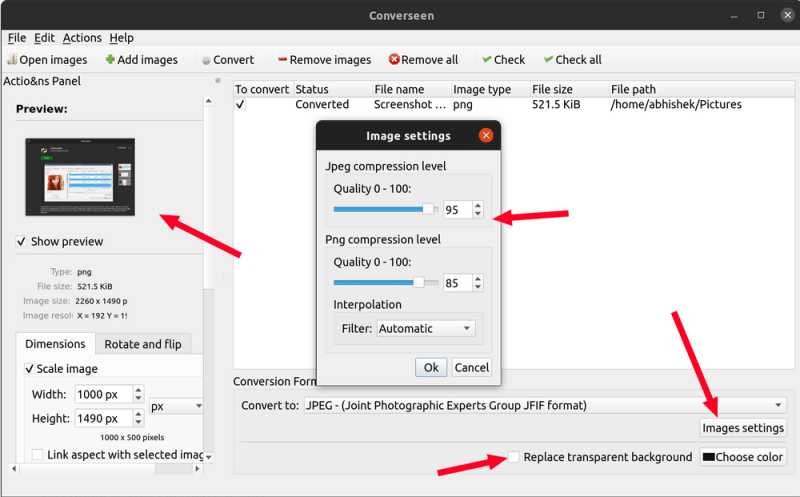 Converseen
File Edit Actions Help
Open images Add images Convert Remove images Remove all Check Check all
Actio&ns Panel
Preview:
Show preview
Type: png
File size: 521.5 KiB
Image size: 2260 x 1490 p
Image resol X = 192 Y = 19
Dimensions Rotate and flip
Scale image
Width: 1000 px
px
Height: 1490 px
1000 x 500 pixels
Link aspect with selected imag
To convert Status File name Image type File size File path
Converted Screenshot ... png 521.5 KiB /home/abhishek/Pictures
Image settings
Jpeg compression level
Quality 0 - 100:
95
Png compression level
Quality 0 - 100:
85
Interpolation
Filter: Automatic
Ok Cancel
Conversion Form
Convert to: JPEG - (Joint Photographic Experts Group JFIF format)
Images settings
Replace transparent background Choose color